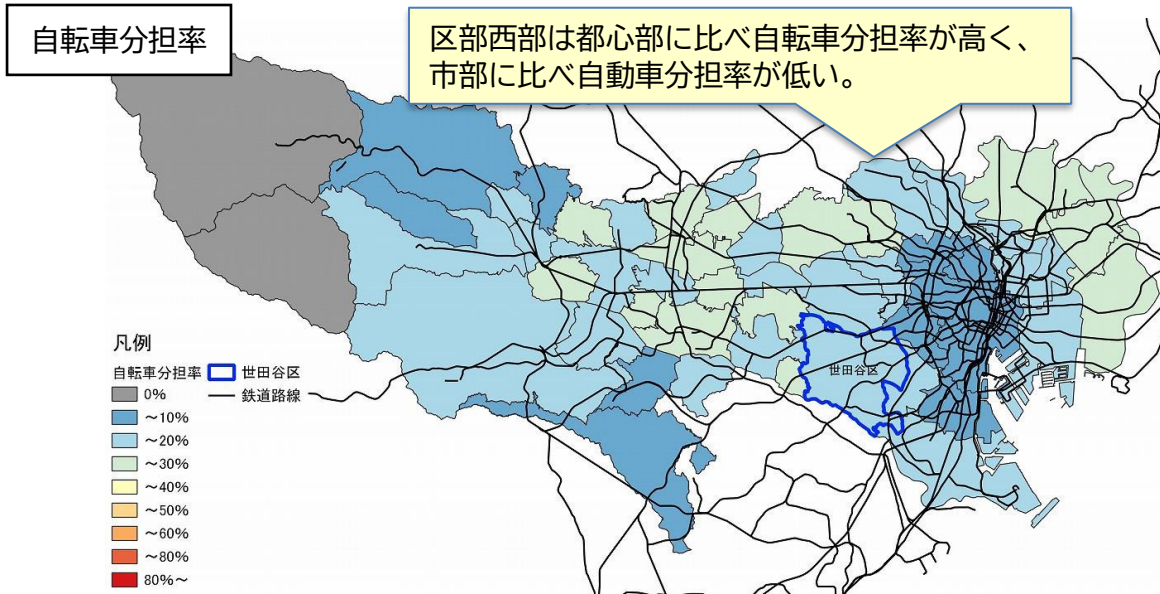 自転車分担率
区部西部は都心部に比べ自転車分担率が高く、
市部に比べ自動車分担率が低い。
世田谷区
凡例
自転車分担率
世田谷区
0%
鉄道路線
～10%
～20%
～30%
～40%
～50%
～60%
～80%
80%～